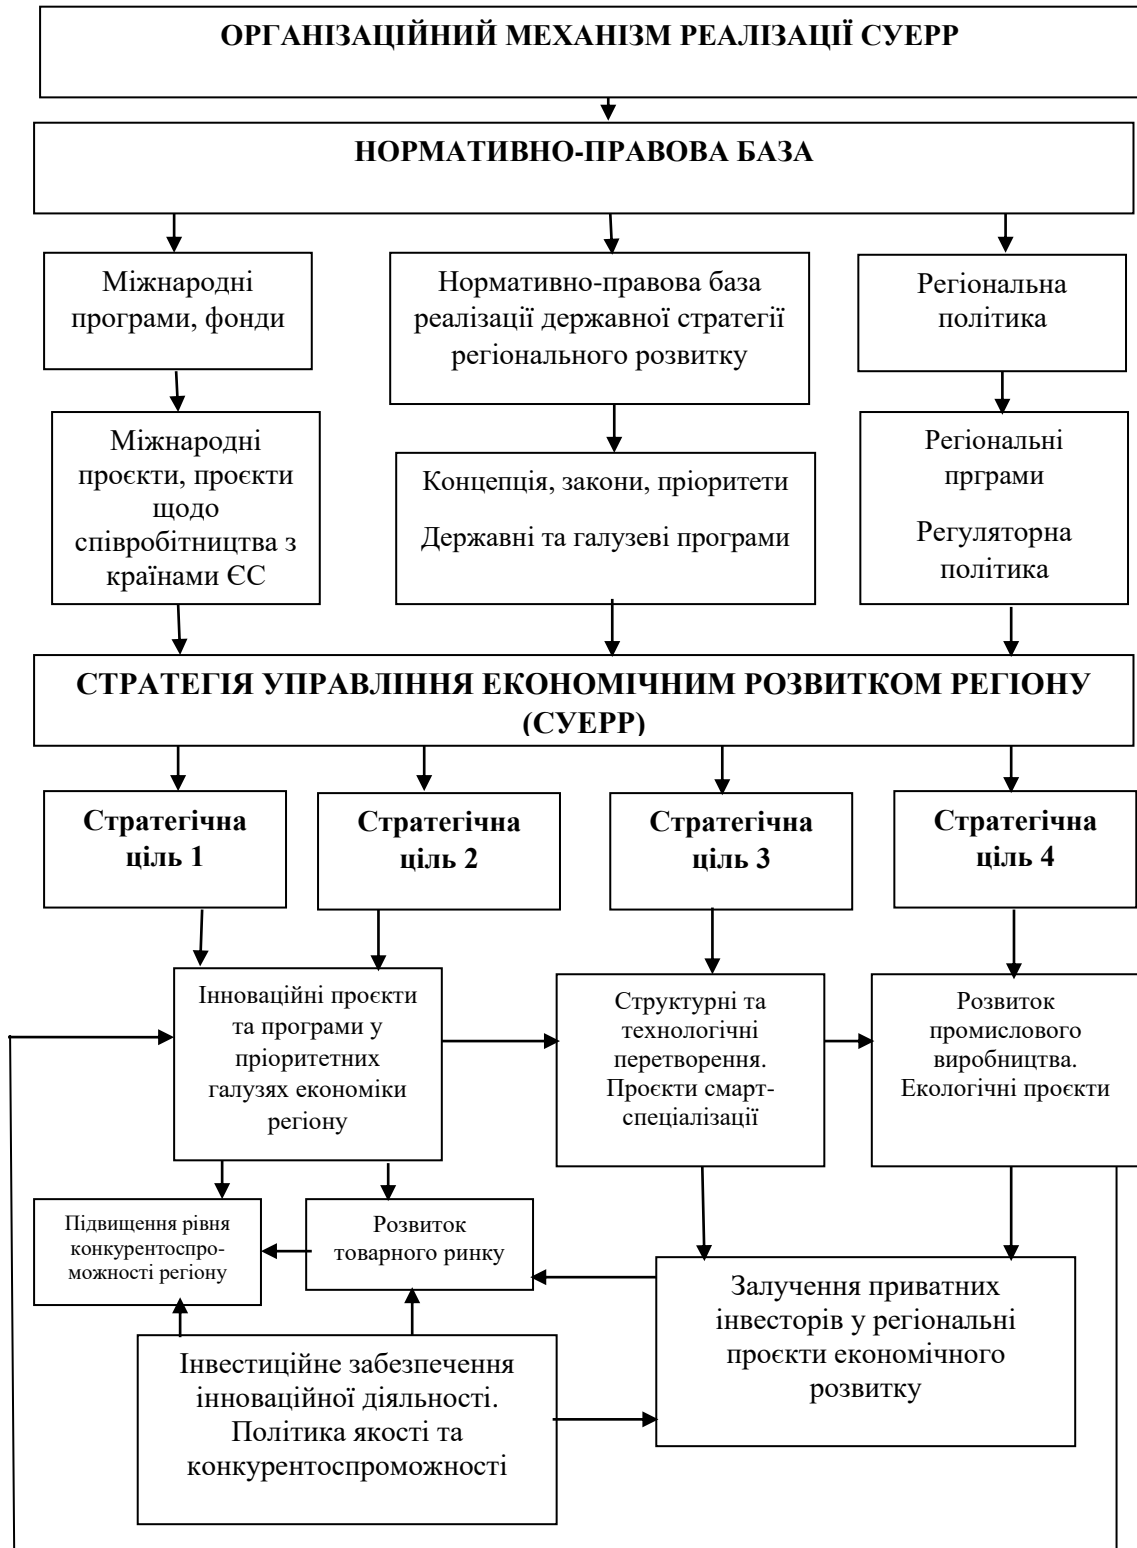 ОРГАНІЗАЦІЙНИЙ МЕХАНІЗМ РЕАЛІЗАЦІЇ СУЕРР
НОРМАТИВНО-ПРАВОВА БАЗА
Міжнародні
програми, фонди
Нормативно-правова база
реалізації державної стратегії
регіонального розвитку
Регіональна
політика
Міжнародні
проєкти, проєкти
щодо
співробітництва з
країнами ЄС
Концепція, закони, пріоритети
Державні та галузеві програми
Регіональні
прграми
Регуляторна
політика
СТРАТЕГІЯ УПРАВЛІННЯ ЕКОНОМІЧНИМ РОЗВИТКОМ РЕГІОНУ
(СУЕРР)
Стратегічна
ціль 1
Стратегічна
ціль 2
Стратегічна
ціль 3
Стратегічна
ціль 4
Інноваційні проєкти
та програми у
пріоритетних
галузях економіки
регіону
Структурні та
технологічні
перетворення.
Проєкти смарт-
спеціалізації
Розвиток
промислового
виробництва.
Екологічні проєкти
Підвищення рівня
конкурентоспро-
можності регіону
Розвиток
товарного ринку
Залучення приватних
інвесторів у регіональні
проєкти економічного
розвитку
Інвестиційне забезпечення
інноваційної діяльності.
Політика якості та
конкурентоспроможності